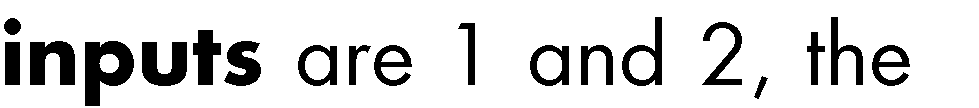 inputs are 1 and 2, the